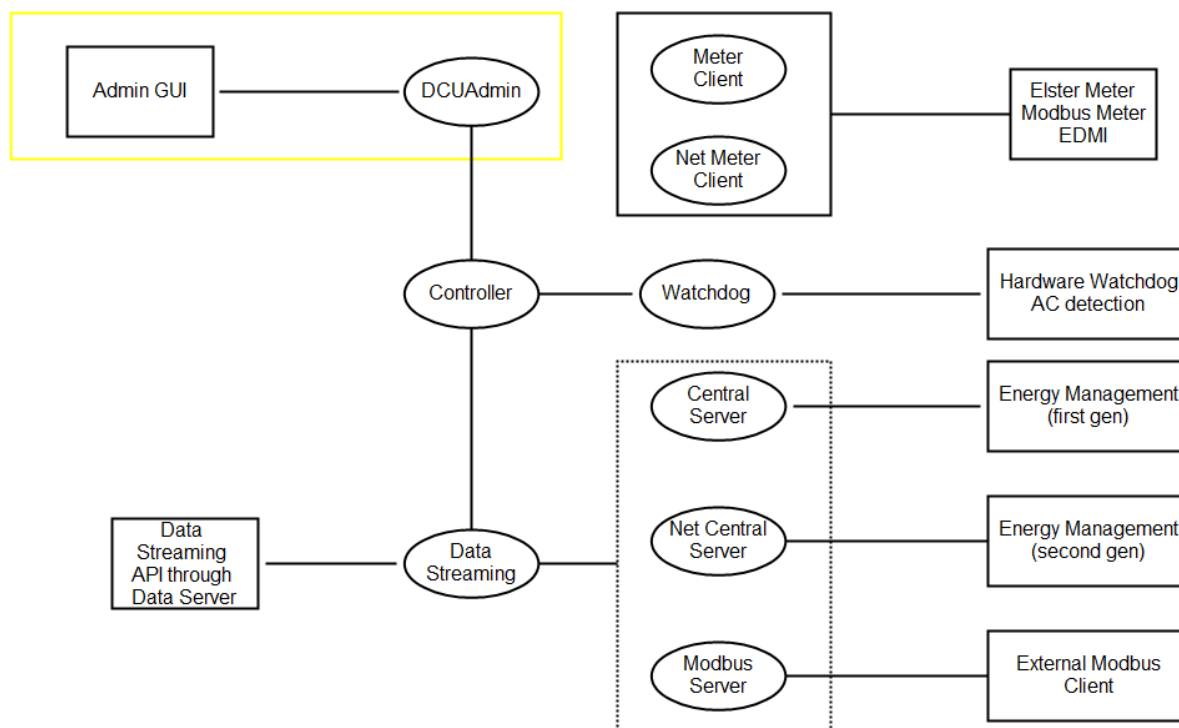 Admin GUI
DCUAdmin
Meter
Client
Net Meter
Client
Elster Meter
Modbus Meter
EDMI
Controller
Watchdog
Hardware Watchdog
AC detection
Central
Server
Energy Management
(first gen)
Data
Streaming
API through
Data Server
Data
Streaming
Net Central
Server
Energy Management
(second gen)
Modbus
Server
External Modbus
Client